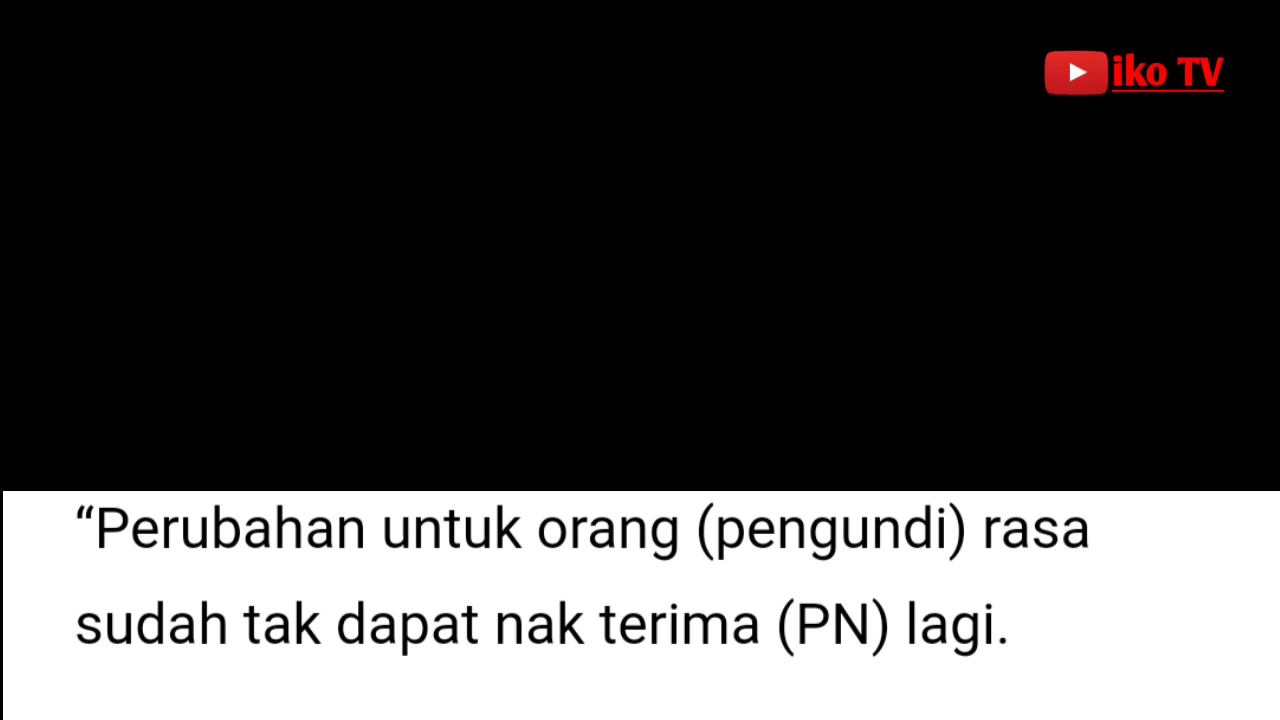 iko TV
“Perubahan untuk orang (pengundi) rasa
sudah tak dapat nak terima (PN) lagi.